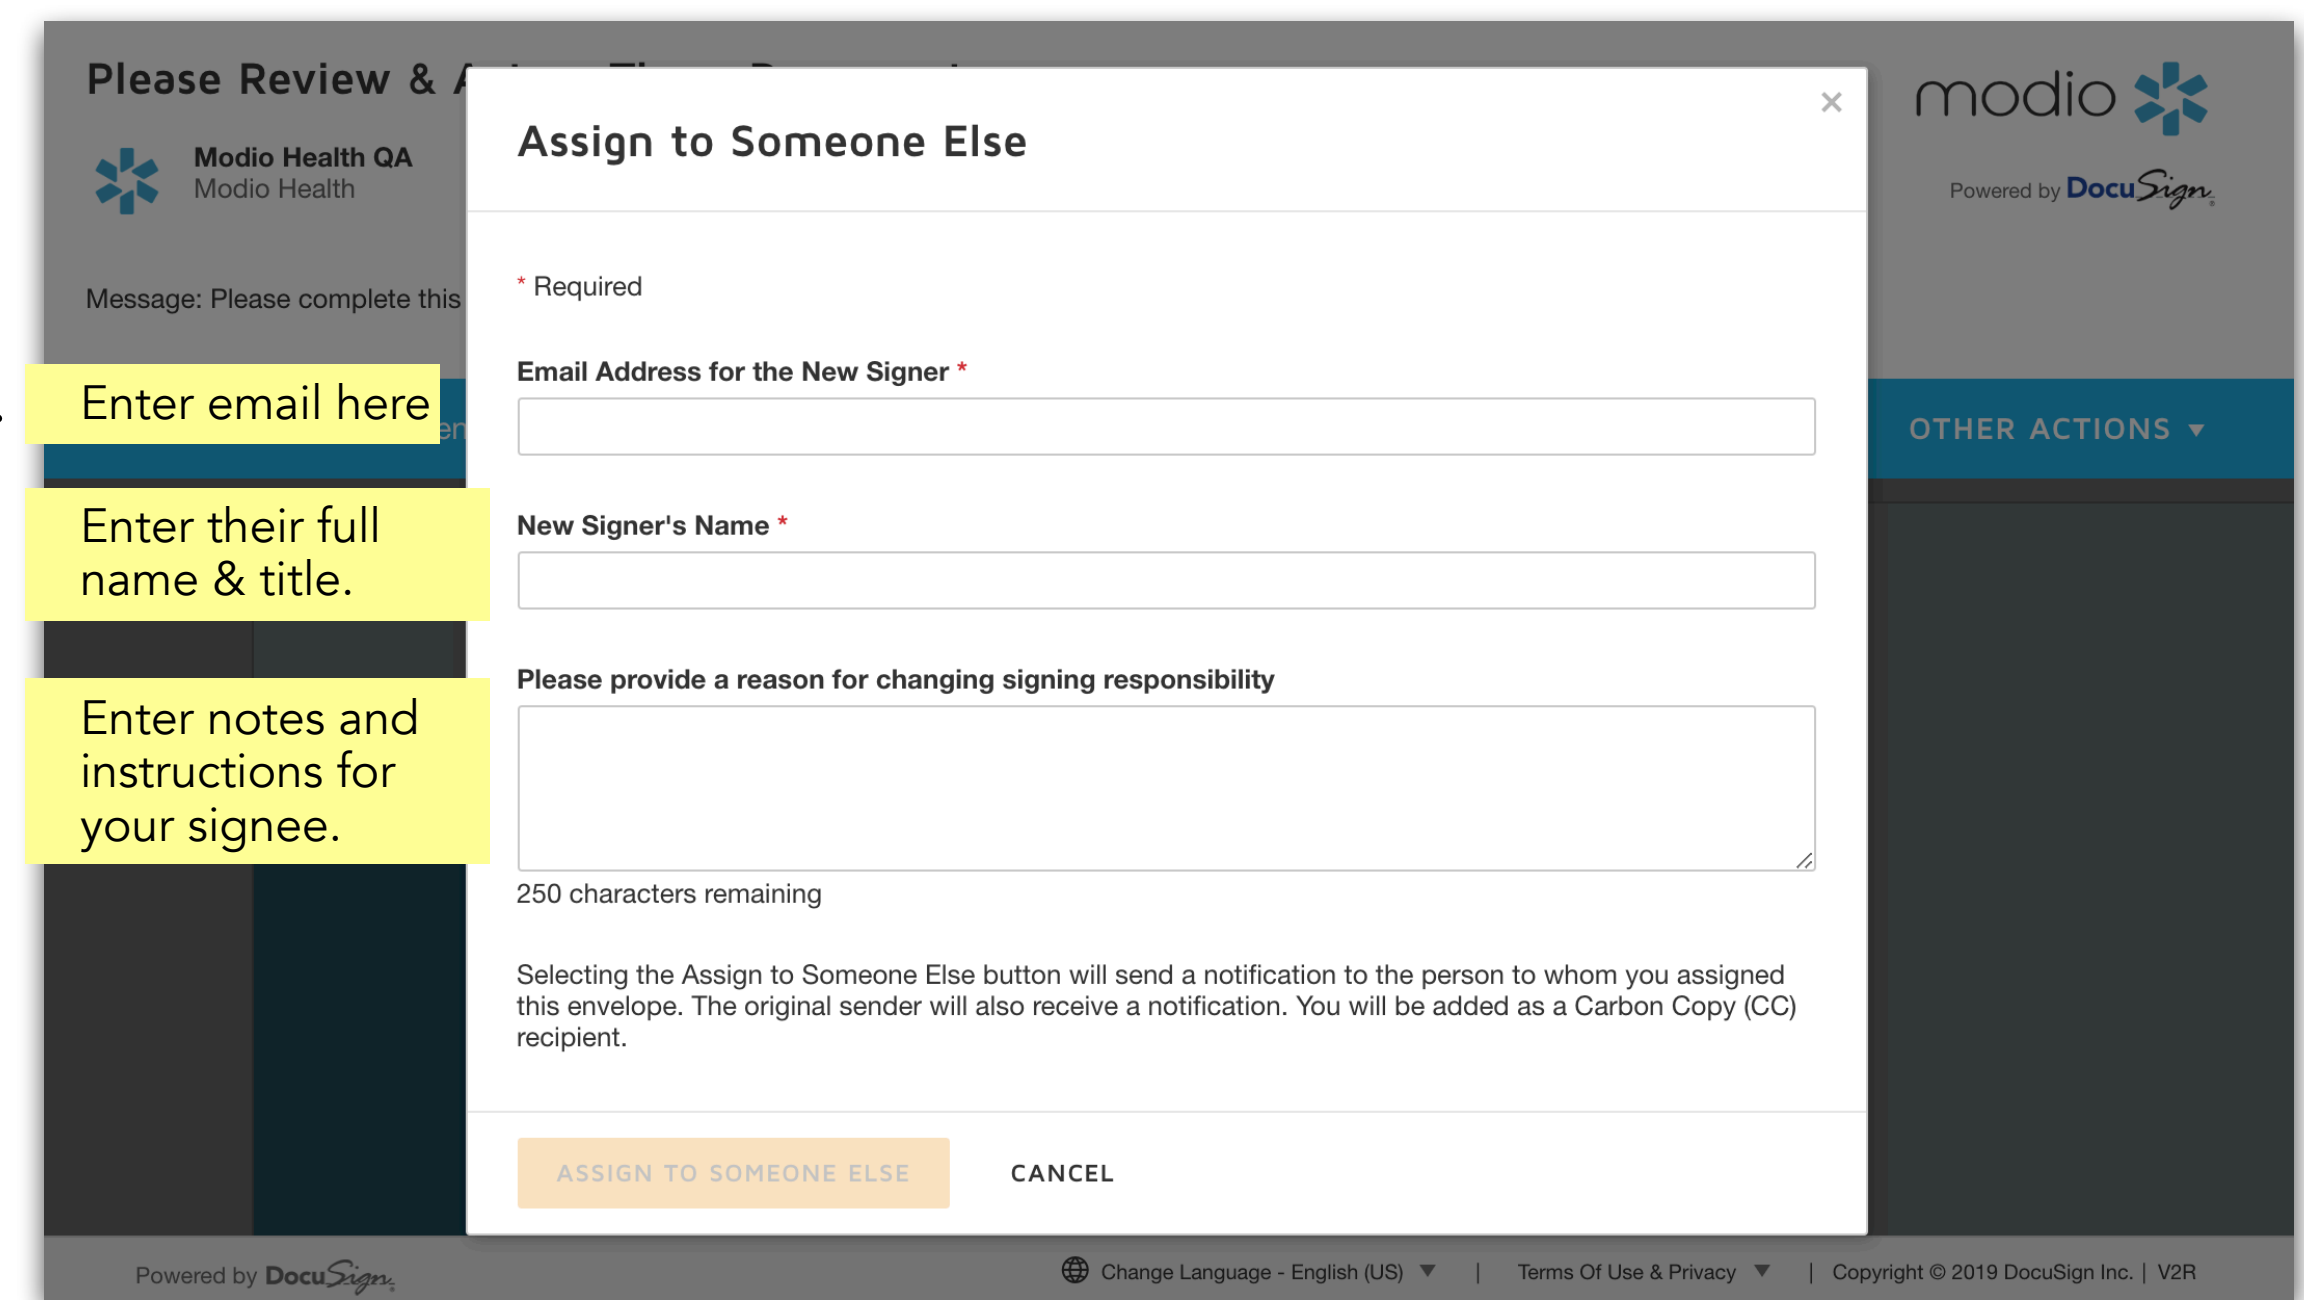 Please Review &
modio
Modio Health QA
Modio Health
Powered by DocuSign
Message: Please complete this
Assign to Someone Else
×
* Required
Email Address for the New Signer *
Enter email here
OTHER ACTIONS ▼
New Signer's Name *
Enter their full
name & title.
Please provide a reason for changing signing responsibility
Enter notes and
instructions for
your signee.
250 characters remaining
Selecting the Assign to Someone Else button will send a notification to the person to whom you assigned
this envelope. The original sender will also receive a notification. You will be added as a Carbon Copy (CC)
recipient.
ASSIGN TO SOMEONE ELSE
CANCEL
Powered by DocuSign
Change Language - English (US) ▼ | Terms Of Use & Privacy ▼ | Copyright © 2019 DocuSign Inc. | V2R